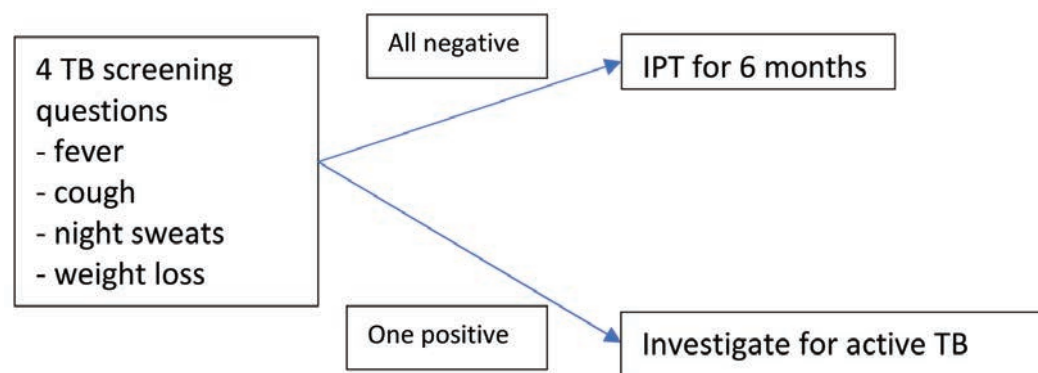 4 TB screening
questions
- fever
- cough
- night sweats
- weight loss
All negative
IPT for 6 months
One positive
Investigate for active TB